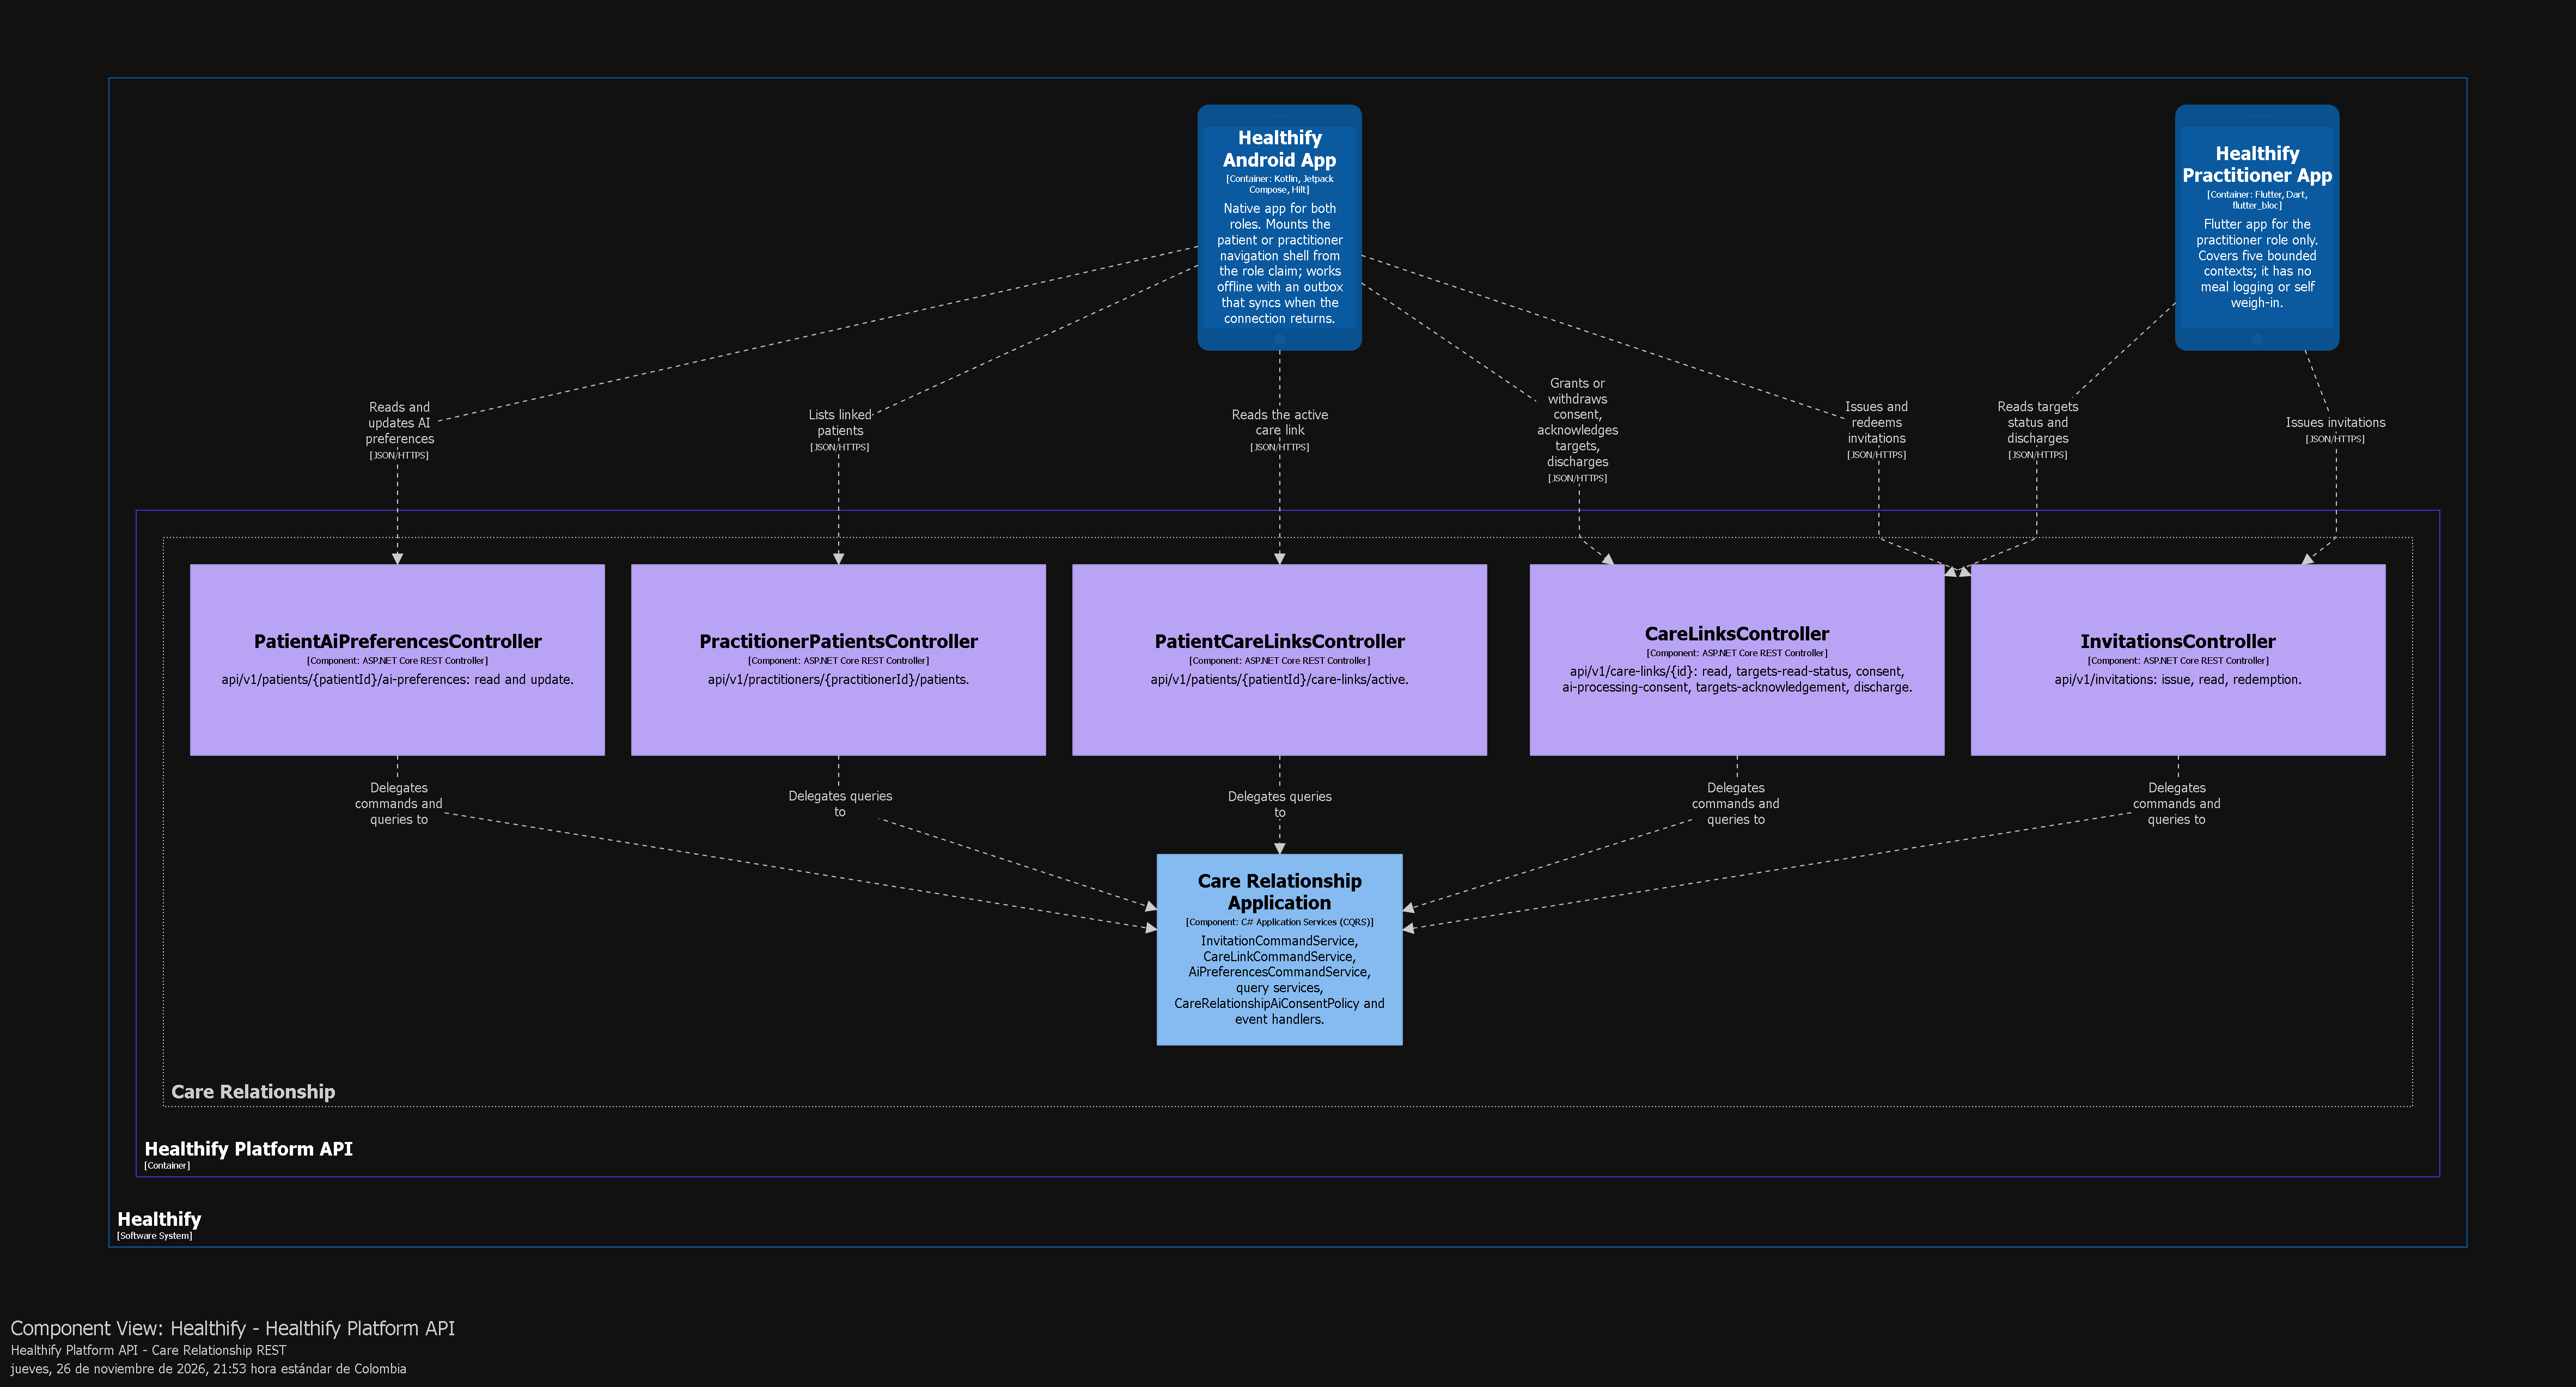 Healthify
Android App
[Container: Kotlin, Jetpack
Compose, Hilt]
Native app for both
roles. Mounts the
patient or practitioner
navigation shell from
the role claim; works
offline with an outbox
that syncs when the
connection returns.
Healthify
Practitioner App
[Container: Flutter, Dart,
flutter_bloc]
Flutter app for the
practitioner role only.
Covers five bounded
contexts; it has no
meal logging or self
weigh-in.
Reads and
updates AI
preferences
[JSON/HTTPS]
Lists linked
patients
[JSON/HTTPS]
Reads the active
care link
[JSON/HTTPS]
Grants or
withdraws
consent,
acknowledges
targets,
discharges
[JSON/HTTPS]
Issues and
redeems
invitations
[JSON/HTTPS]
Reads targets
status and
discharges
[JSON/HTTPS]
Issues invitations
[JSON/HTTPS]
PatientAiPreferencesController
[Component: ASP.NET Core REST Controller]
api/v1/patients/{patientId}/ai-preferences: read and update.
PractitionerPatientsController
[Component: ASP.NET Core REST Controller]
api/v1/practitioners/{practitionerId}/patients.
PatientCareLinksController
[Component: ASP.NET Core REST Controller]
api/v1/patients/{patientId}/care-links/active.
CareLinksController
[Component: ASP.NET Core REST Controller]
api/v1/care-links/{id}: read, targets-read-status, consent,
ai-processing-consent, targets-acknowledgement, discharge.
InvitationsController
[Component: ASP.NET Core REST Controller]
api/v1/invitations: issue, read, redemption.
Delegates
commands and
queries to
Delegates queries
to
Delegates queries
to
Delegates
commands and
queries to
Delegates
commands and
queries to
Care Relationship
Application
[Component: C# Application Services (CQRS)]
InvitationCommandService,
CareLinkCommandService,
AiPreferencesCommandService,
query services,
CareRelationshipAiConsentPolicy and
event handlers.
Care Relationship
Healthify Platform API
[Container]
Healthify
[Software System]
Component View: Healthify - Healthify Platform API
Healthify Platform API - Care Relationship REST
jueves, 26 de noviembre de 2026, 21:53 hora estándar de Colombia